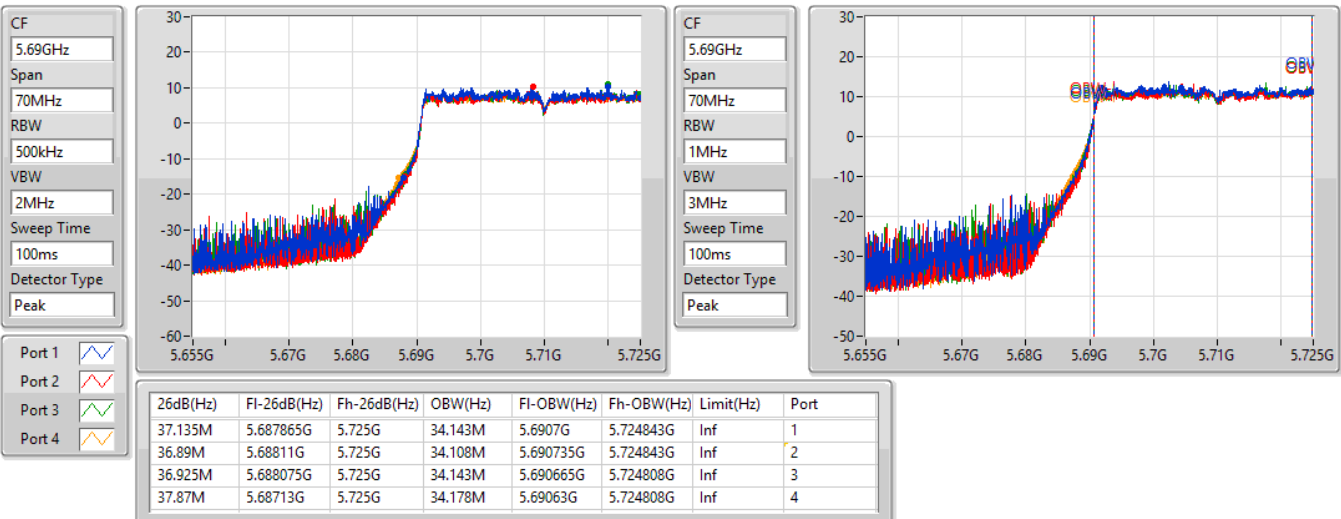 CF
5.69GHz
Span
70MHz
RBW
500kHz
VBW
2MHz
Sweep Time
100ms
Detector Type
Peak
Port 1
Port 2
Port 3
Port 4
30
20
10
0
-10
-20
-30
-40
-50
-60
5.655G 5.67G 5.68G 5.69G 5.7G 5.71G 5.725G
CF
5.69GHz
Span
70MHz
RBW
1MHz
VBW
3MHz
Sweep Time
100ms
Detector Type
Peak
30
20
10
0
-10
-20
-30
-40
-50
OBW
OBW
5.655G 5.67G 5.68G 5.69G 5.7G 5.71G 5.725G
26dB(Hz) Fl-26dB(Hz) Fh-26dB(Hz) OBW(Hz) Fl-OBW(Hz) Fh-OBW(Hz) Limit(Hz) Port
37.135M 5.687865G 5.725G 34.143M 5.6907G 5.724843G Inf 1
36.89M 5.68811G 5.725G 34.108M 5.690735G 5.724843G Inf 2
36.925M 5.688075G 5.725G 34.143M 5.690665G 5.724808G Inf 3
37.87M 5.68713G 5.725G 34.178M 5.69063G 5.724808G Inf 4